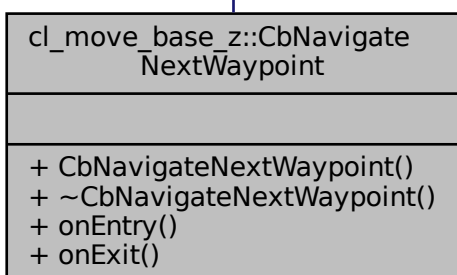 cl_move_base_z::CbNavigate
NextWaypoint
+ CbNavigateNextWaypoint()
+ ~CbNavigateNextWaypoint()
+ onEntry()
+ onExit()